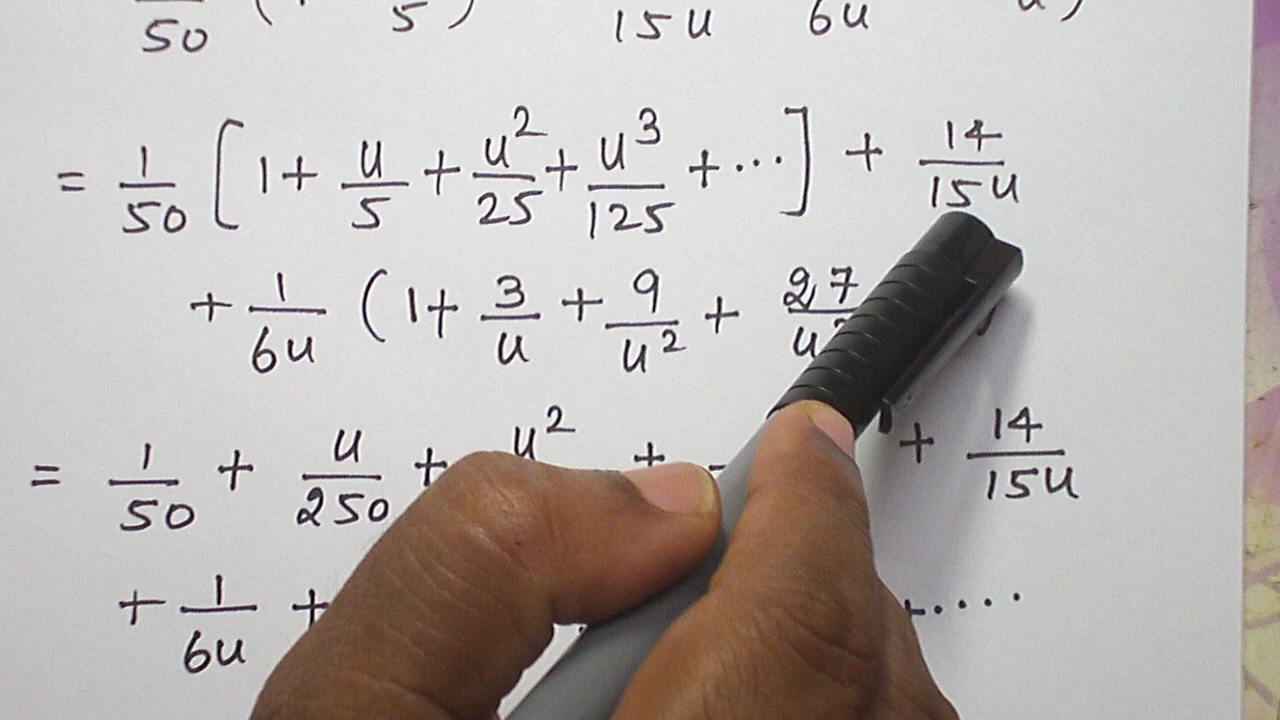 50 ( 5 ) 15u 6u u )
= 1/50 [ 1 + u/5 + u²/25 + u³/125 + ... ] + 14/15u
+ 1/6u ( 1 + 3/u + 9/u² + 27/u
= 1/50 + u/250 + u² + + 14/15u
+ 1/6u + + ....